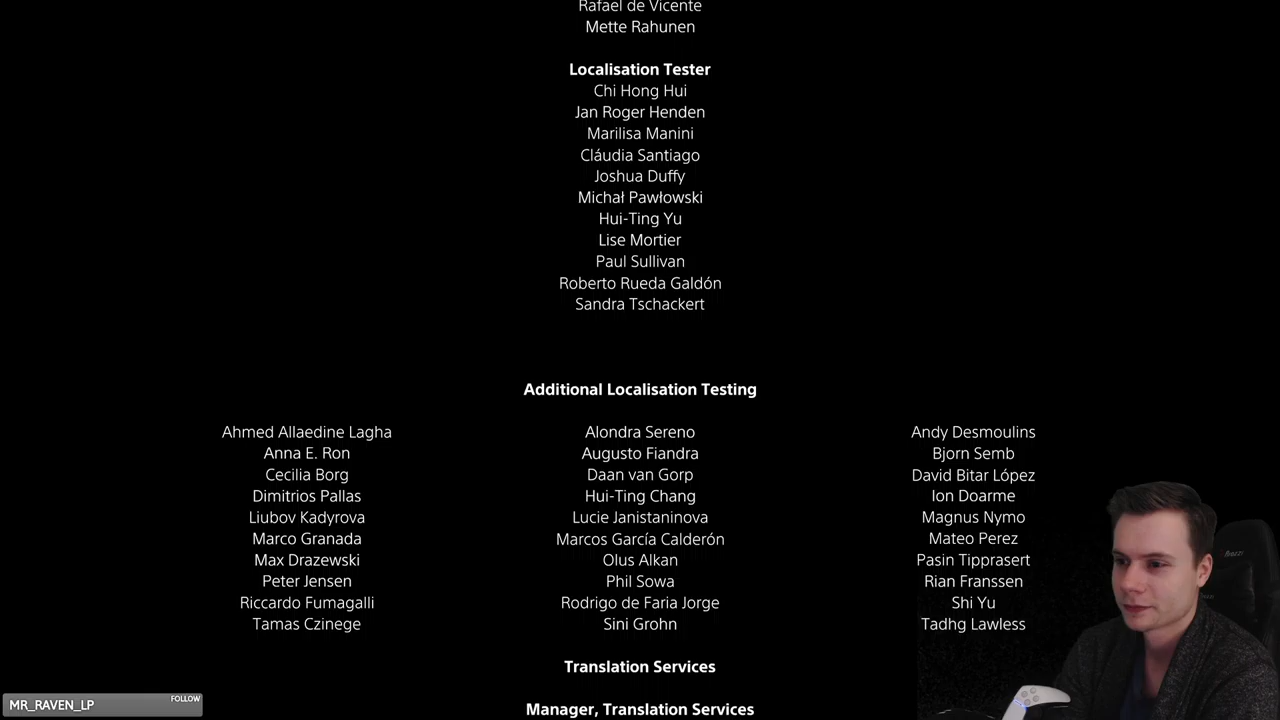 Rafael de Vicente
Mette Rahunen
Localisation Tester
Chi Hong Hui
Jan Roger Henden
Marilisa Manini
Cláudia Santiago
Joshua Duffy
Michał Pawłowski
Hui-Ting Yu
Lise Mortier
Paul Sullivan
Roberto Rueda Galdón
Sandra Tschackert
Additional Localisation Testing
Ahmed Allaedine Lagha Alondra Sereno Andy Desmoulins
Anna E. Ron Augusto Fiandra Bjorn Semb
Cecilia Borg Daan van Gorp David Bitar López
Dimitrios Pallas Hui-Ting Chang Ion Doarme
Liubov Kadyrova Lucie Janistaninova Magnus Nymo
Marco Granada Marcos García Calderón Mateo Perez
Max Drazewski Olus Alkan Pasin Tipprasert
Peter Jensen Phil Sowa Rian Franssen
Riccardo Fumagalli Rodrigo de Faria Jorge Shi Yu
Tamas Czinege Sini Grohn Tadhg Lawless
Translation Services
Manager, Translation Services
MR_RAVEN_LP
FOLLOW